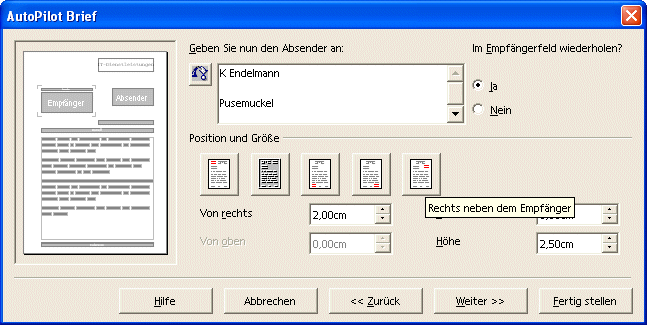 AutoPilot Brief
IT-Dienstleistungen
Empfänger
Absender
Geben Sie nun den Absender an:
K Endelmann
Pusemuckel
Im Empfängerfeld wiederholen?
Ja
Nein
Position und Größe
Rechts neben dem Empfänger
Von rechts
2,00cm
Von oben
0,00cm
Höhe
2,50cm
Hilfe
Abbrechen
<< Zurück
Weiter >>
Fertig stellen